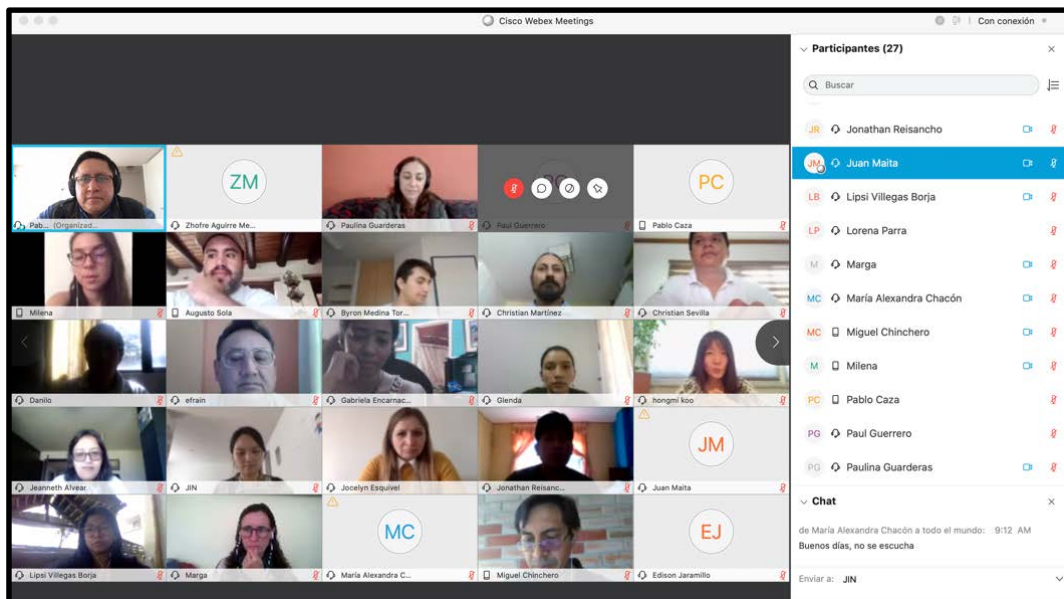 Cisco Webex Meetings
Con conexión
Participantes (27)
Buscar
JR Jonathan Reisancho
JM Juan Maita
LB Lipsi Villegas Borja
LP Lorena Parra
M Marga
MC María Alexandra Chacón
MC Miguel Chinchero
M Milena
PC Pablo Caza
PG Paul Guerrero
PG Paulina Guarderas
Chat
de María Alexandra Chacón a todo el mundo: 9:12 AM
Buenos días, no se escucha
Enviar a: JIN
ZM
PC
Pab... (Organizad...
Zhofre Aguirre Me...
Paulina Guarderas
Paul Guerrero
Pablo Caza
Milena
Augusto Sola
Byron Medina Tor...
Christian Martínez
Christian Sevilla
Danilo
efrain
Gabriela Encarnac...
Glenda
hongmi koo
JM
Jeanneth Alvear
JIN
Jocelyn Esquivel
Jonathan Reisanc...
Juan Maita
MC
EJ
Lipsi Villegas Borja
Marga
María Alexandra C...
Miguel Chinchero
Edison Jaramillo